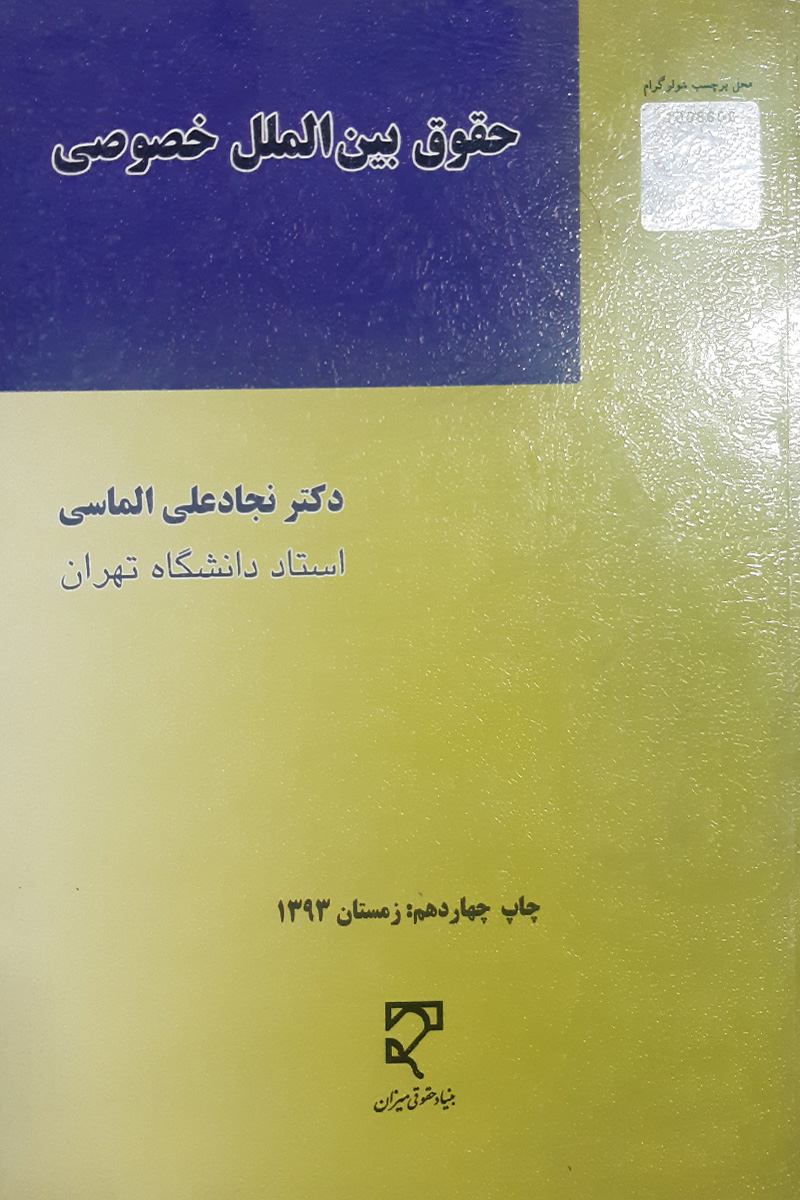 محل برچسب هولوگرام
حقوق بین‌الملل خصوصی
دکتر نجادعلی الماسی
استاد دانشگاه تهران
چاپ چهاردهم: زمستان ۱۳۹۳
بنیاد حقوقی میزان